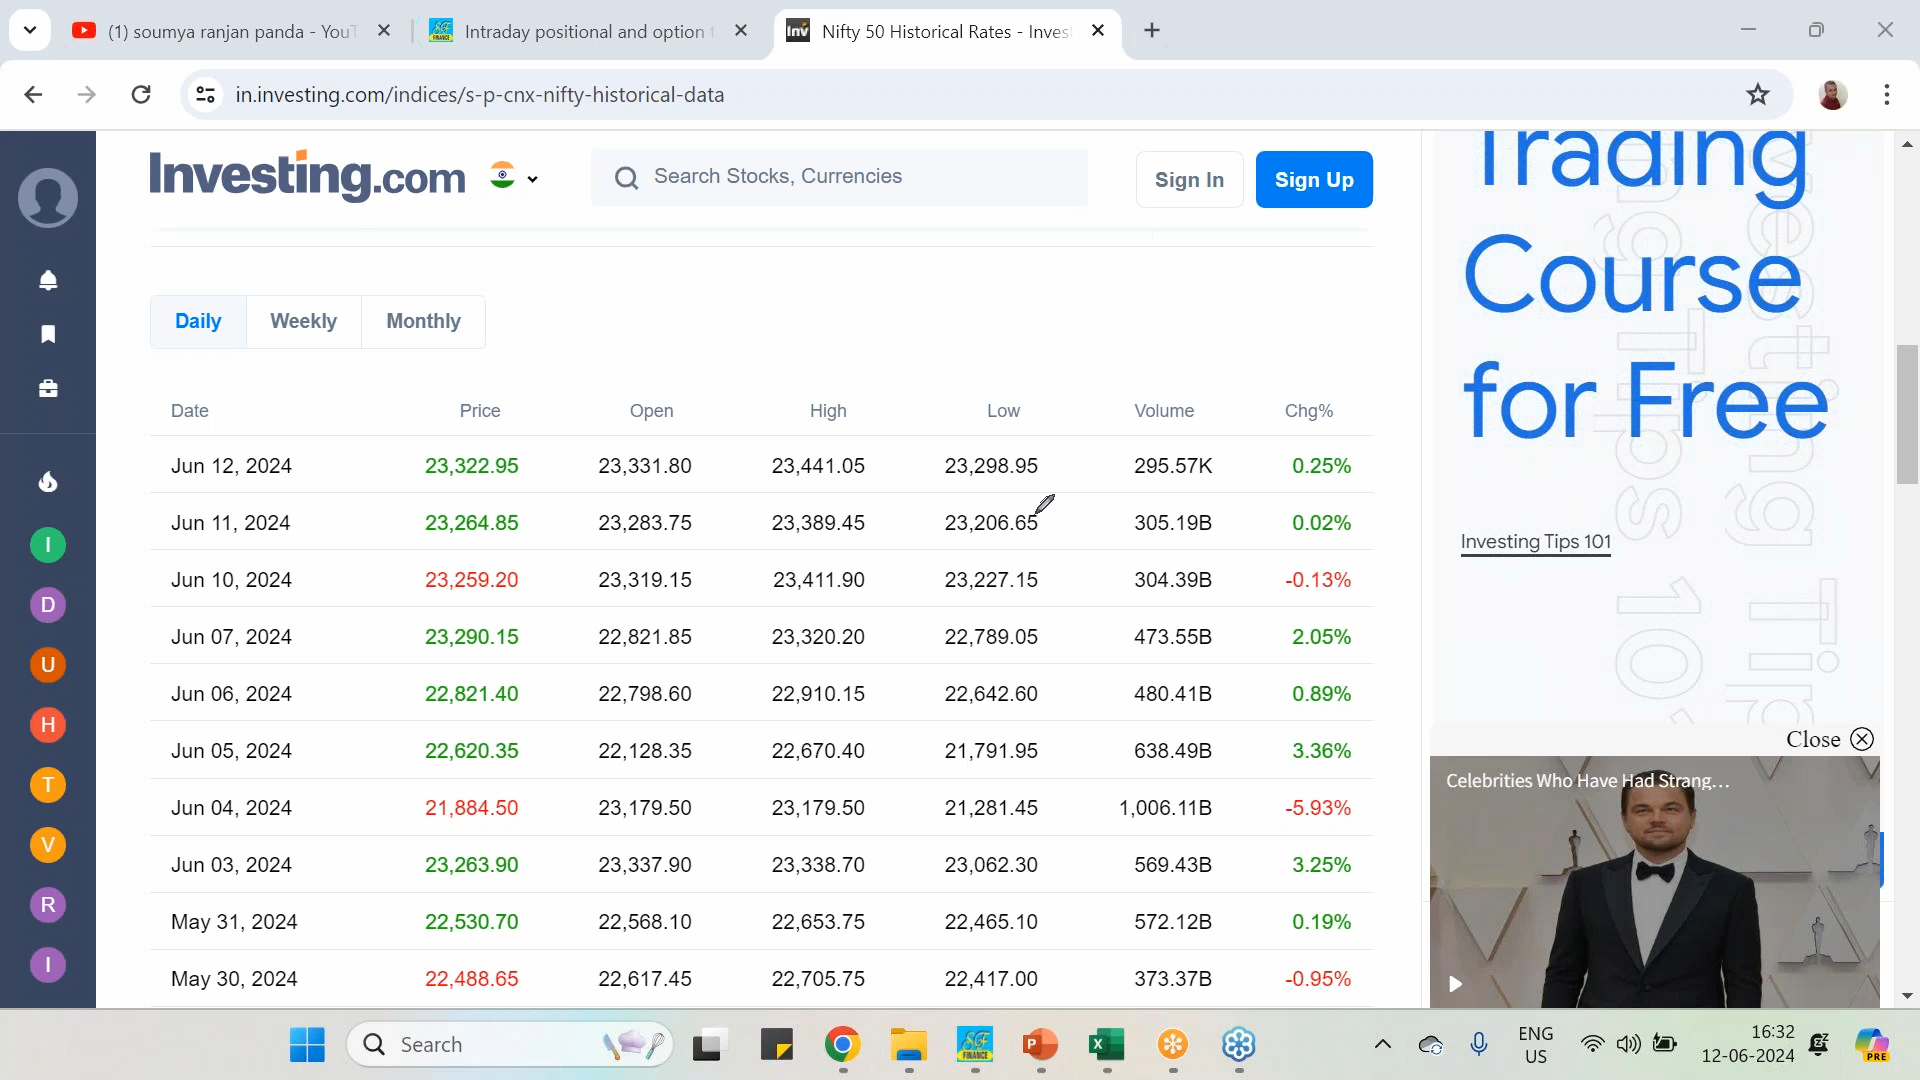 (1) soumya ranjan panda - YouT
Intraday positional and option t
Nifty 50 Historical Rates - Inves
in.investing.com/indices/s-p-cnx-nifty-historical-data
Investing.com
Search Stocks, Currencies
Sign In
Sign Up
Daily
Weekly
Monthly
Date Price Open High Low Volume Chg%
Jun 12, 2024 23,322.95 23,331.80 23,441.05 23,298.95 295.57K 0.25%
Jun 11, 2024 23,264.85 23,283.75 23,389.45 23,206.65 305.19B 0.02%
Jun 10, 2024 23,259.20 23,319.15 23,411.90 23,227.15 304.39B -0.13%
Jun 07, 2024 23,290.15 22,821.85 23,320.20 22,789.05 473.55B 2.05%
Jun 06, 2024 22,821.40 22,798.60 22,910.15 22,642.60 480.41B 0.89%
Jun 05, 2024 22,620.35 22,128.35 22,670.40 21,791.95 638.49B 3.36%
Jun 04, 2024 21,884.50 23,179.50 23,179.50 21,281.45 1,006.11B -5.93%
Jun 03, 2024 23,263.90 23,337.90 23,338.70 23,062.30 569.43B 3.25%
May 31, 2024 22,530.70 22,568.10 22,653.75 22,465.10 572.12B 0.19%
May 30, 2024 22,488.65 22,617.45 22,705.75 22,417.00 373.37B -0.95%
I
D
U
H
T
V
R
I
Trading
Course
for Free
Investing Tips 101
Close
Celebrities Who Have Had Strang...
Search
SGF
FINANCE
ENG
US
16:32
12-06-2024
PRE